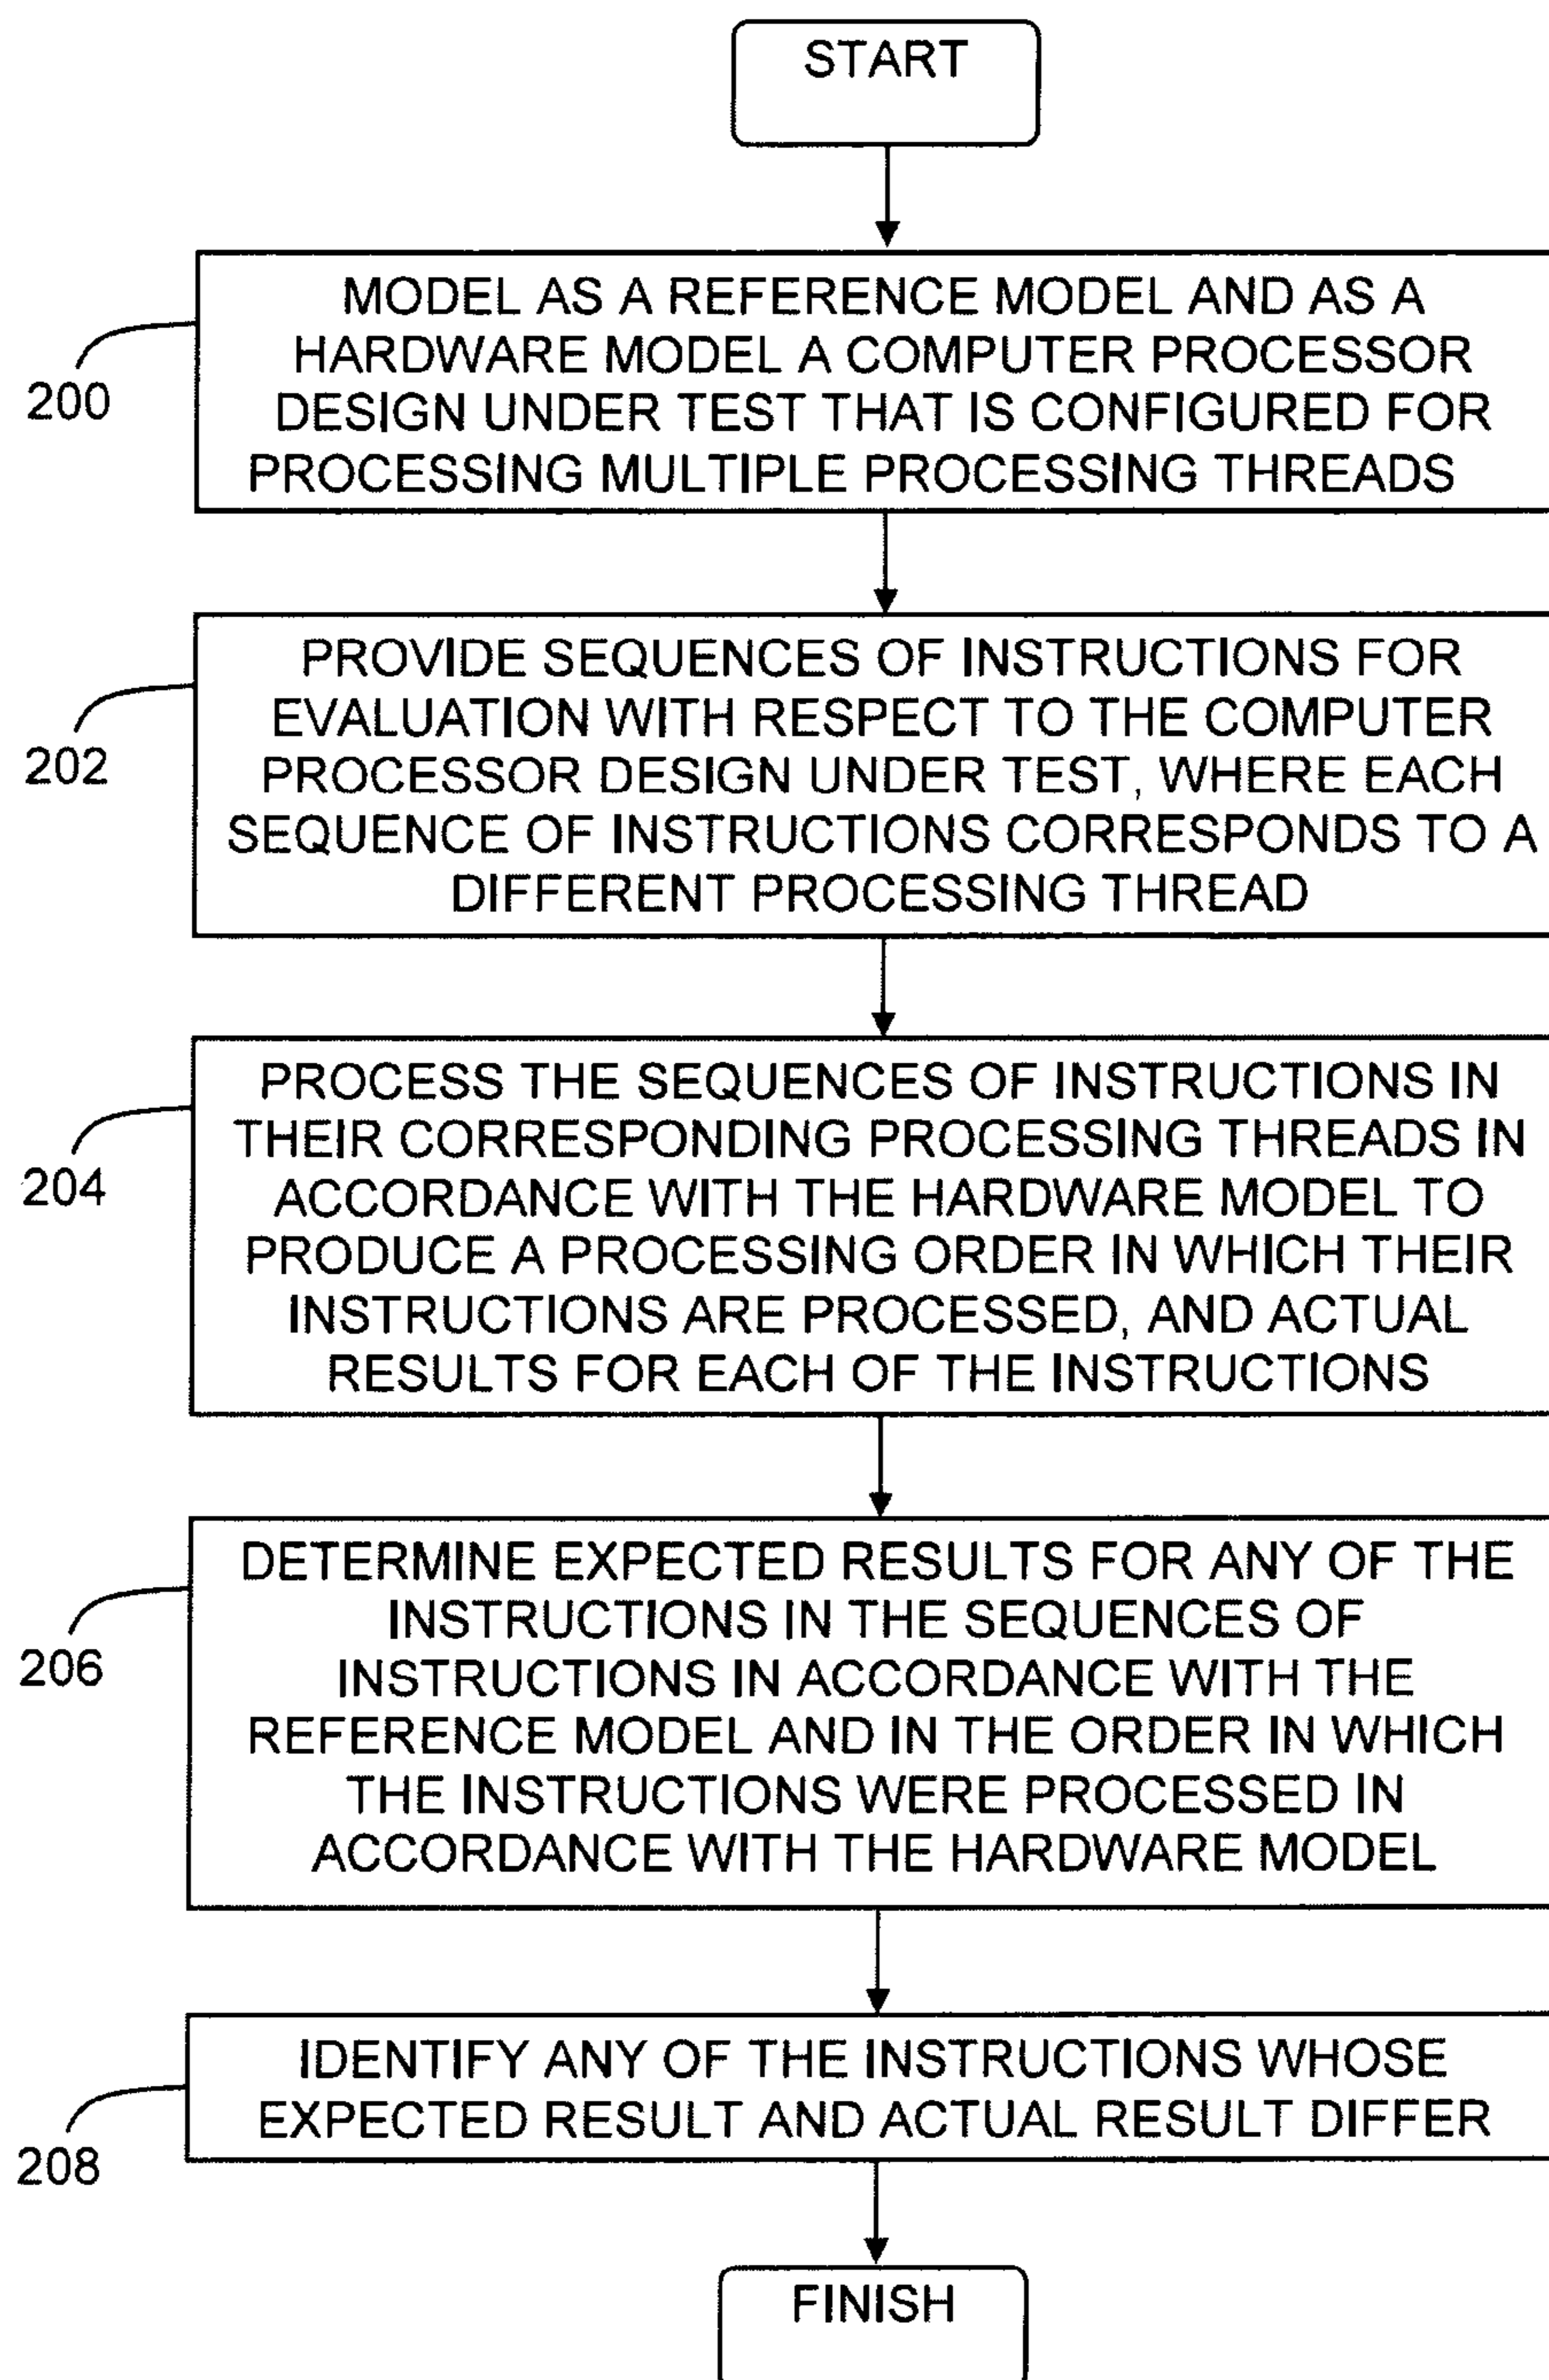 START
MODEL AS A REFERENCE MODEL AND AS A
HARDWARE MODEL A COMPUTER PROCESSOR
DESIGN UNDER TEST THAT IS CONFIGURED FOR
PROCESSING MULTIPLE PROCESSING THREADS
200
PROVIDE SEQUENCES OF INSTRUCTIONS FOR
EVALUATION WITH RESPECT TO THE COMPUTER
PROCESSOR DESIGN UNDER TEST, WHERE EACH
SEQUENCE OF INSTRUCTIONS CORRESPONDS TO A
DIFFERENT PROCESSING THREAD
202
PROCESS THE SEQUENCES OF INSTRUCTIONS IN
THEIR CORRESPONDING PROCESSING THREADS IN
ACCORDANCE WITH THE HARDWARE MODEL TO
PRODUCE A PROCESSING ORDER IN WHICH THEIR
INSTRUCTIONS ARE PROCESSED, AND ACTUAL
RESULTS FOR EACH OF THE INSTRUCTIONS
204
DETERMINE EXPECTED RESULTS FOR ANY OF THE
INSTRUCTIONS IN THE SEQUENCES OF
INSTRUCTIONS IN ACCORDANCE WITH THE
REFERENCE MODEL AND IN THE ORDER IN WHICH
THE INSTRUCTIONS WERE PROCESSED IN
ACCORDANCE WITH THE HARDWARE MODEL
206
IDENTIFY ANY OF THE INSTRUCTIONS WHOSE
EXPECTED RESULT AND ACTUAL RESULT DIFFER
208
FINISH